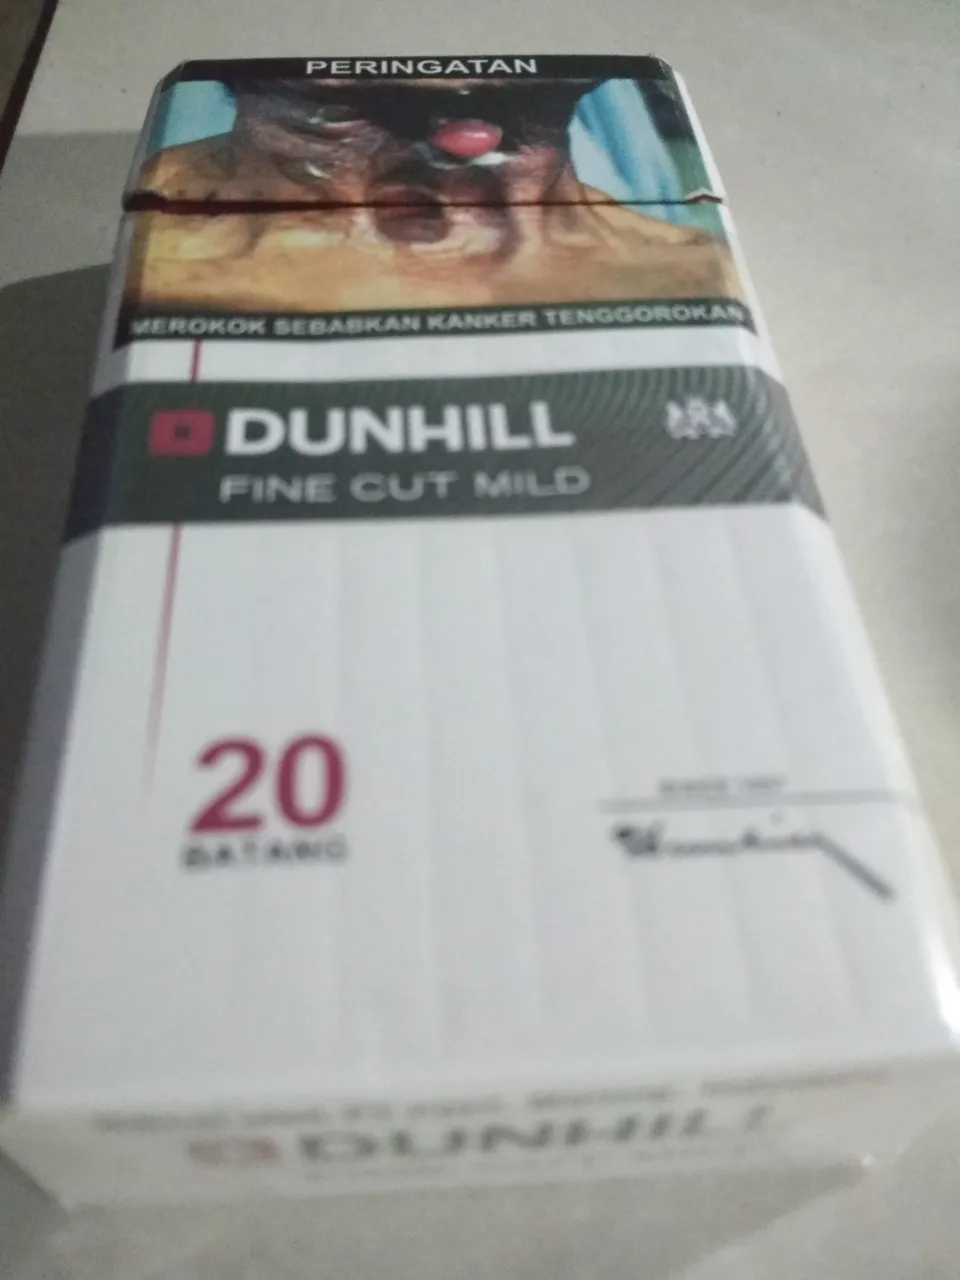 PERINGATAN
MEROKOK SEBABKAN KANKER TENGGOROKAN
DUNHILL
FINE CUT MILD
20
BATANG
DUNHILL